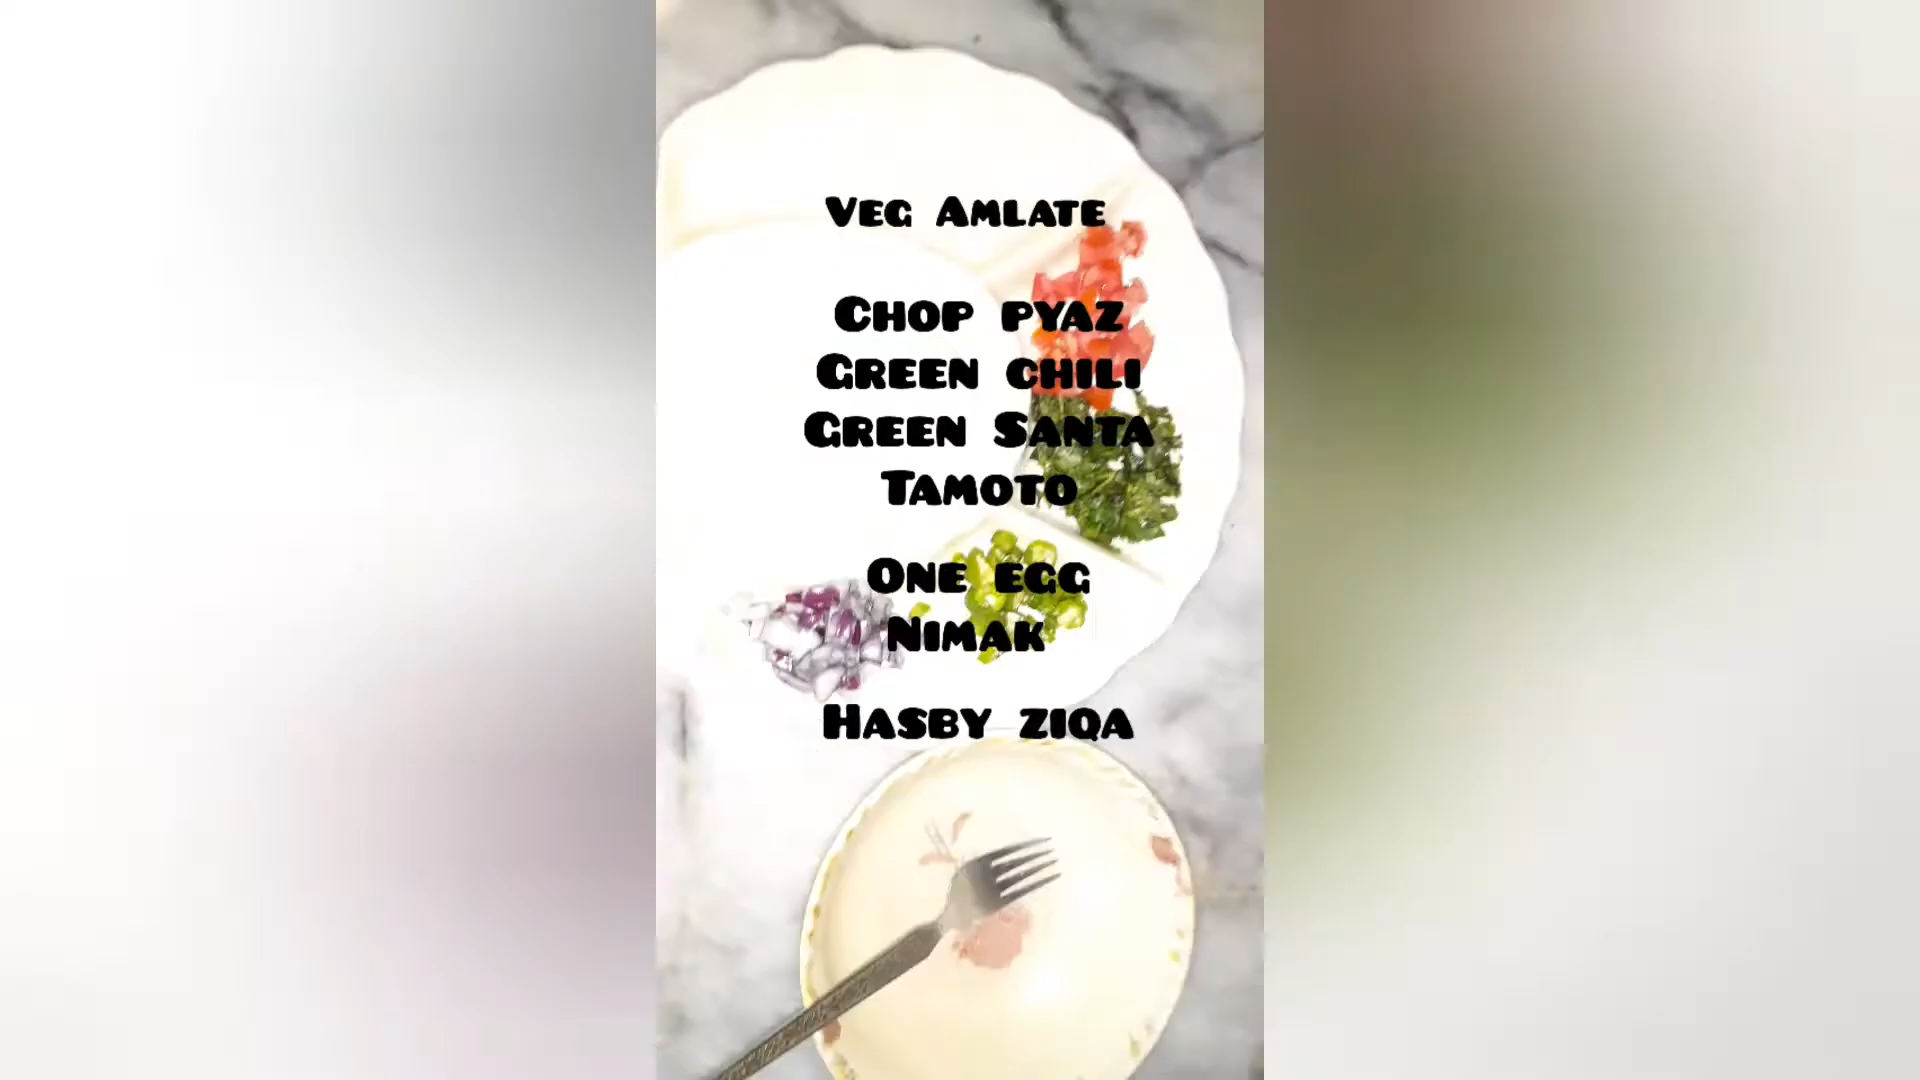 Veg Amlate
Chop pyaz
Green chili
Green Santa
Tamoto
One egg
Nimak
Hasby ziqa